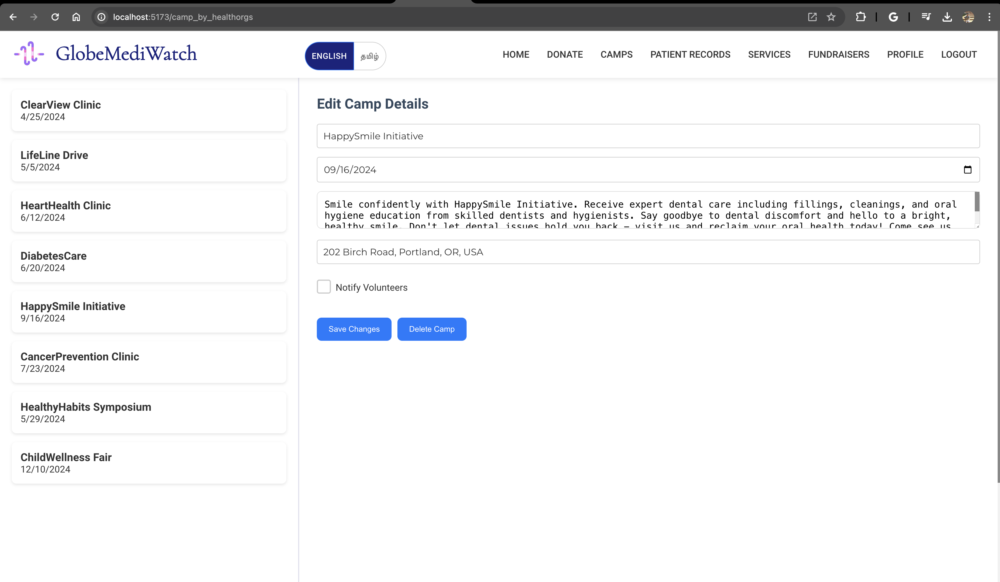 localhost:5173/camp_by_healthorgs
GlobeMediWatch
ENGLISH
தமிழ்
HOME
DONATE
CAMPS
PATIENT RECORDS
SERVICES
FUNDRAISERS
PROFILE
LOGOUT
ClearView Clinic
4/25/2024
LifeLine Drive
5/5/2024
HeartHealth Clinic
6/12/2024
DiabetesCare
6/20/2024
HappySmile Initiative
9/16/2024
CancerPrevention Clinic
7/23/2024
HealthyHabits Symposium
5/29/2024
ChildWellness Fair
12/10/2024
Edit Camp Details
HappySmile Initiative
09/16/2024
Smile confidently with HappySmile Initiative. Receive expert dental care including fillings, cleanings, and oral
hygiene education from skilled dentists and hygienists. Say goodbye to dental discomfort and hello to a bright,
healthy smile. Don't let dental issues hold you back – visit us and reclaim your oral health today! Come see us
202 Birch Road, Portland, OR, USA
Notify Volunteers
Save Changes
Delete Camp